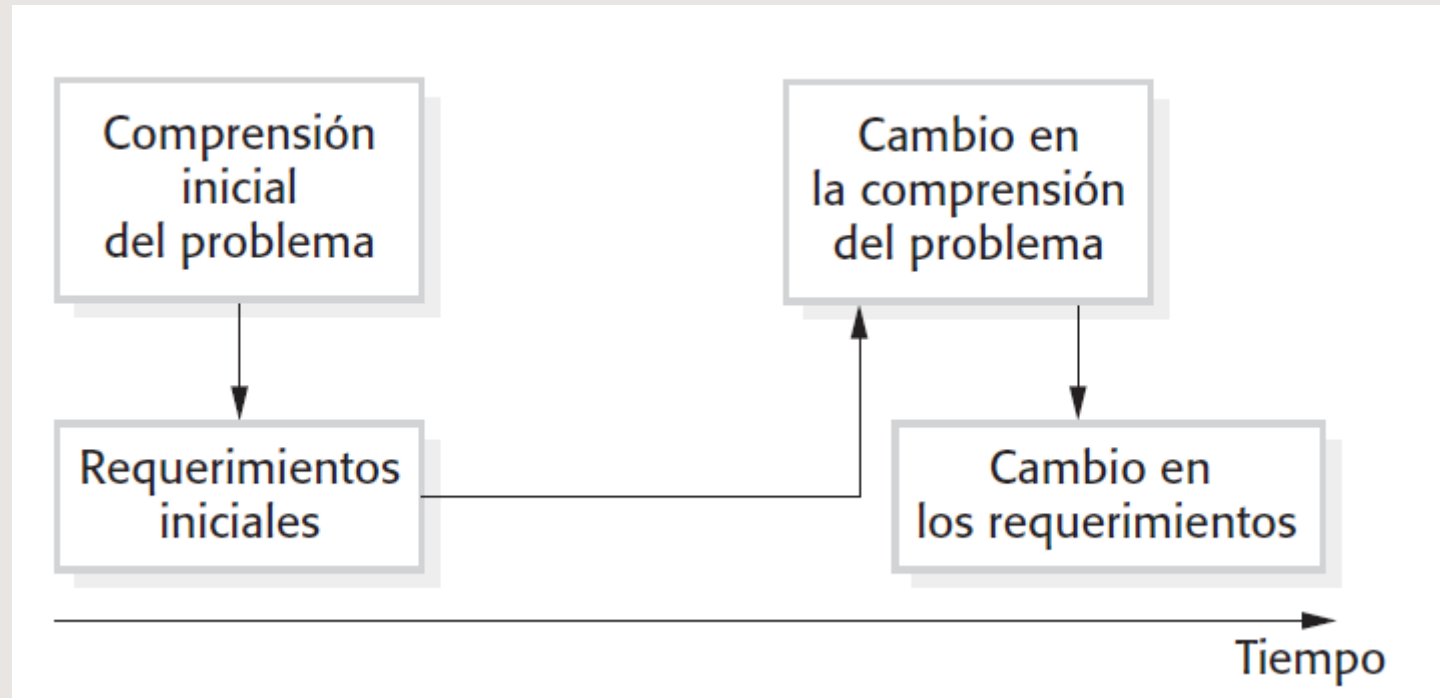 Comprensión
inicial
del problema
Cambio en
la comprensión
del problema
Requerimientos
iniciales
Cambio en
los requerimientos
Tiempo